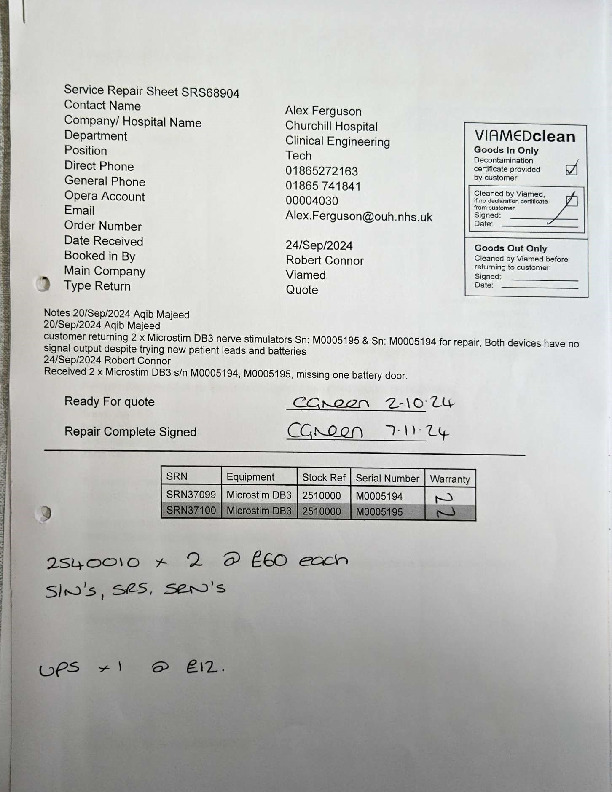 Service Repair Sheet SRS68904
Contact Name Alex Ferguson
Company/ Hospital Name Churchill Hospital
Department Clinical Engineering
Position Tech
Direct Phone 01865272163
General Phone 01865 741841
Opera Account 00004030
Email Alex.Ferguson@ouh.nhs.uk
Order Number
Date Received 24/Sep/2024
Booked in By Robert Connor
Main Company Viamed
Type Return Quote
VIAMEDclean
Goods In Only
Decontamination
certificate provided
by customer
Cleaned by Viamed,
if no declaration certificate
from customer
Signed:
Date:
Goods Out Only
Cleaned by Viamed before
returning to customer
Signed:
Date:
Notes 20/Sep/2024 Aqib Majeed
20/Sep/2024 Aqib Majeed
customer returning 2 x Microstim DB3 nerve stimulators Sn: M0005195 & Sn: M0005194 for repair, Both devices have no
signal output despite trying new patient leads and batteries
24/Sep/2024 Robert Connor
Received 2 x Microstim DB3 s/n M0005194, M0005195, missing one battery door.
Ready For quote CGreen 2-10-24
Repair Complete Signed CGreen 7-11-24
SRN Equipment Stock Ref Serial Number Warranty
SRN37099 Microstim DB3 2510000 M0005194 N
SRN37100 Microstim DB3 2510000 M0005195 N
2540010 x 2 @ £60 each
S/N's, SRS, SRN's
UPS x 1 @ £12.